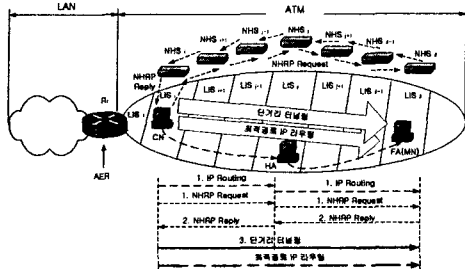 LAN
ATM
NHS
NHS
NHS
NHS
NHS
NHS
NHS
NHRP Request
NHRP
Reply
LIS
LIS
LIS
LIS
LIS
LIS
LIS
R
단거리 터널링
최적경로 IP 라우팅
CN
HA
FA(MN)
AER
1. IP Routing
1. IP Routing
1. NHRP Request
1. NHRP Request
2. NHRP Reply
2. NHRP Reply
3. 단거리 터널링
최적경로 IP 라우팅